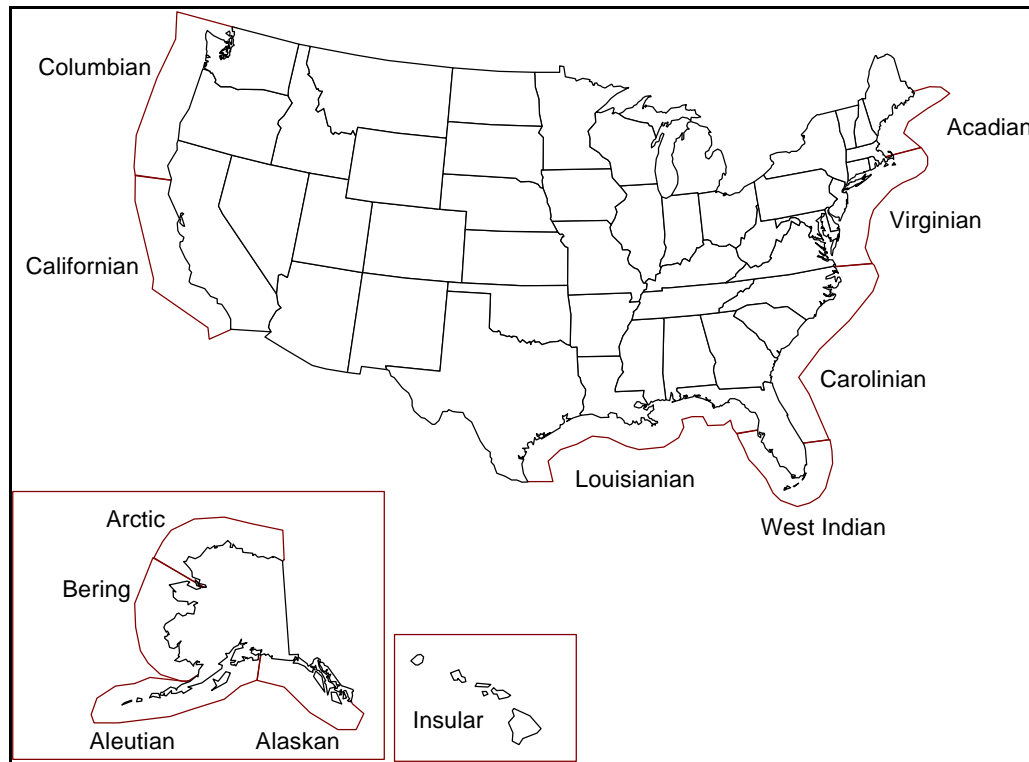 Columbian
Acadian
Virginian
Californian
Carolinian
Louisianian
West Indian
Arctic
Bering
Insular
Aleutian
Alaskan